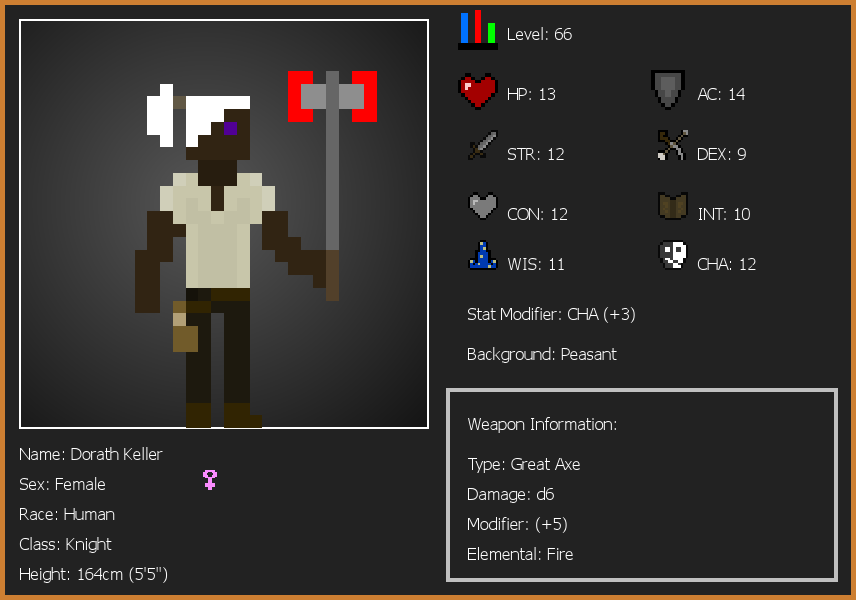 Level: 66
HP: 13
AC: 14
STR: 12
DEX: 9
CON: 12
INT: 10
WIS: 11
CHA: 12
Stat Modifier: CHA (+3)
Background: Peasant
Weapon Information:
Type: Great Axe
Damage: d6
Modifier: (+5)
Elemental: Fire
Name: Dorath Keller
Sex: Female
Race: Human
Class: Knight
Height: 164cm (5'5")